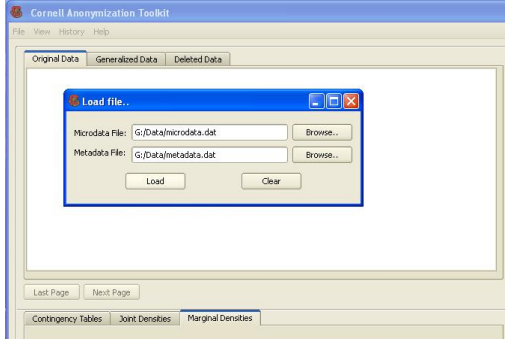 Cornell Anonymization Toolkit
File View History Help
Original Data Generalized Data Deleted Data
Load file..
Microdata File: G:/Data/microdata.dat Browse..
Metadata File: G:/Data/metadata.dat Browse..
Load Clear
Last Page Next Page
Contingency Tables Joint Densities Marginal Densities